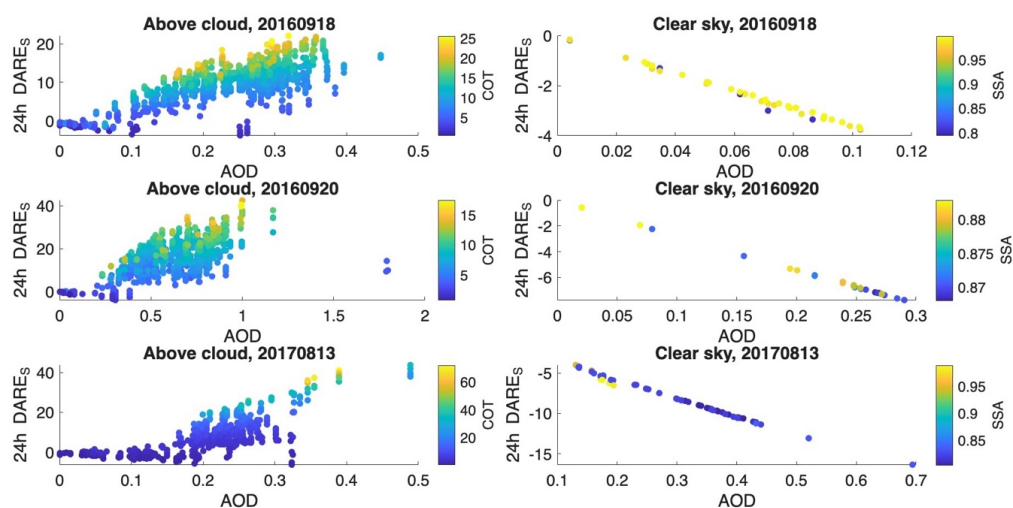 Above cloud, 20160918
24h DARES
20
10
0
0 0.1 0.2 0.3 0.4 0.5
AOD
25
20
15
10
5
COT
Clear sky, 20160918
24h DARES
0
-2
-4
0 0.02 0.04 0.06 0.08 0.1 0.12
AOD
0.95
0.9
0.85
0.8
SSA
Above cloud, 20160920
24h DARES
40
20
0
0 0.5 1 1.5 2
AOD
15
10
5
COT
Clear sky, 20160920
24h DARES
0
-2
-4
-6
0 0.05 0.1 0.15 0.2 0.25 0.3
AOD
0.88
0.875
0.87
SSA
Above cloud, 20170813
24h DARES
40
20
0
0 0.1 0.2 0.3 0.4 0.5
AOD
60
40
20
COT
Clear sky, 20170813
24h DARES
-5
-10
-15
0.1 0.2 0.3 0.4 0.5 0.6 0.7
AOD
0.95
0.9
0.85
SSA